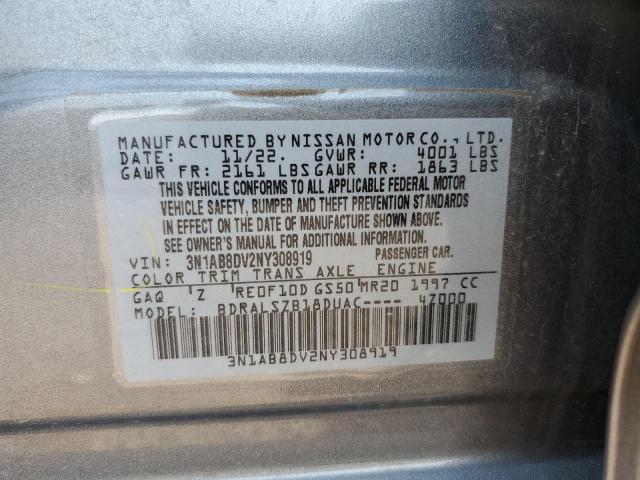 MANUFACTURED BY NISSAN MOTOR CO., LTD.
DATE: 11/22. GVWR: 4001 LBS
GAWR FR: 2161 LBS GAWR RR: 1863 LBS
THIS VEHICLE CONFORMS TO ALL APPLICABLE FEDERAL MOTOR
VEHICLE SAFETY, BUMPER AND THEFT PREVENTION STANDARDS
IN EFFECT ON THE DATE OF MANUFACTURE SHOWN ABOVE.
SEE OWNER'S MANUAL FOR ADDITIONAL INFORMATION.
VIN: 3N1AB8DV2NY308919 PASSENGER CAR.
COLOR TRIM TRANS AXLE ENGINE
GAQ Z RE0F10D GS50 MR20 1997 CC
BDRALSZB18DUAC---- 4Z000
3N1AB8DV2NY308919